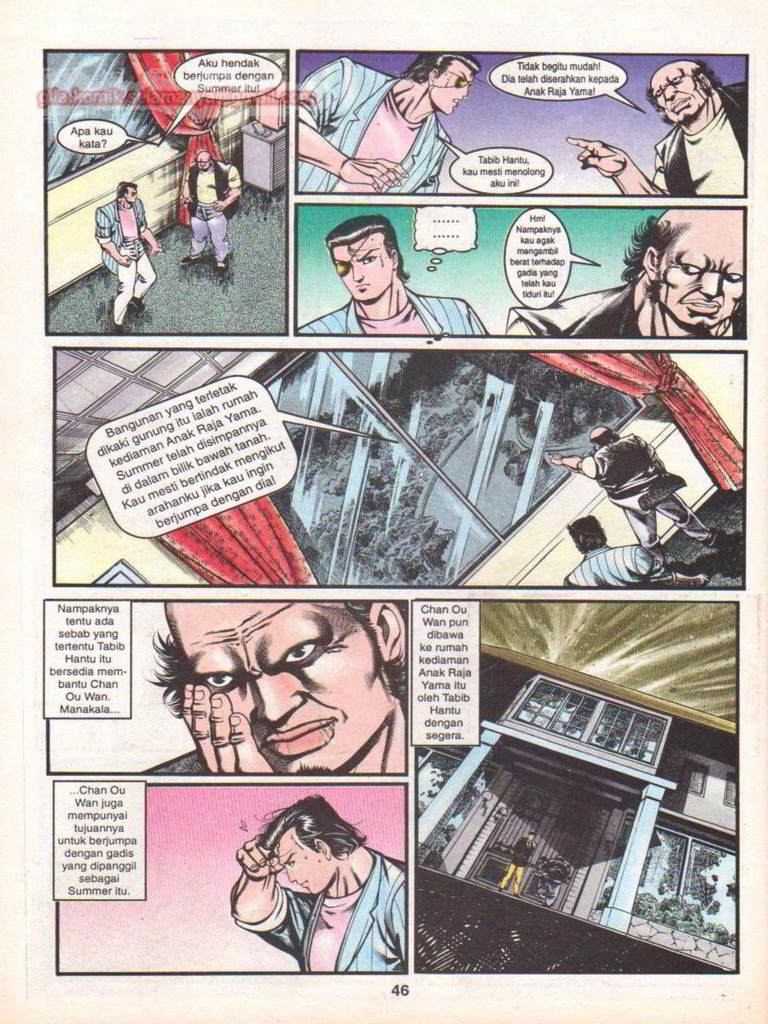 Aku hendak
berjumpa dengan
Summer itu!
Apa kau
kata?
Tidak begitu mudah!
Dia telah diserahkan kepada
Anak Raja Yama!
Tabib Hantu,
kau mesti menolong
aku ini!
......
......
Hm!
Nampaknya
kau agak
mengambil
berat terhadap
gadis yang
telah kau
tiduri itu!
Bangunan yang terletak
dikaki gunung itu ialah rumah
kediaman Anak Raja Yama.
Summer telah disimpannya
di dalam bilik bawah tanah.
Kau mesti bertindak mengikut
arahanku jika kau ingin
berjumpa dengan dia!
Nampaknya
tentu ada
sebab yang
tertentu Tabib
Hantu itu
bersedia mem-
bantu Chan
Ou Wan.
Manakala...
...Chan Ou
Wan juga
mempunyai
tujuannya
untuk berjumpa
dengan gadis
yang dipanggil
sebagai
Summer itu.
Chan Ou
Wan pun
dibawa
ke rumah
kediaman
Anak Raja
Yama itu
oleh Tabib
Hantu
dengan
segera.
46